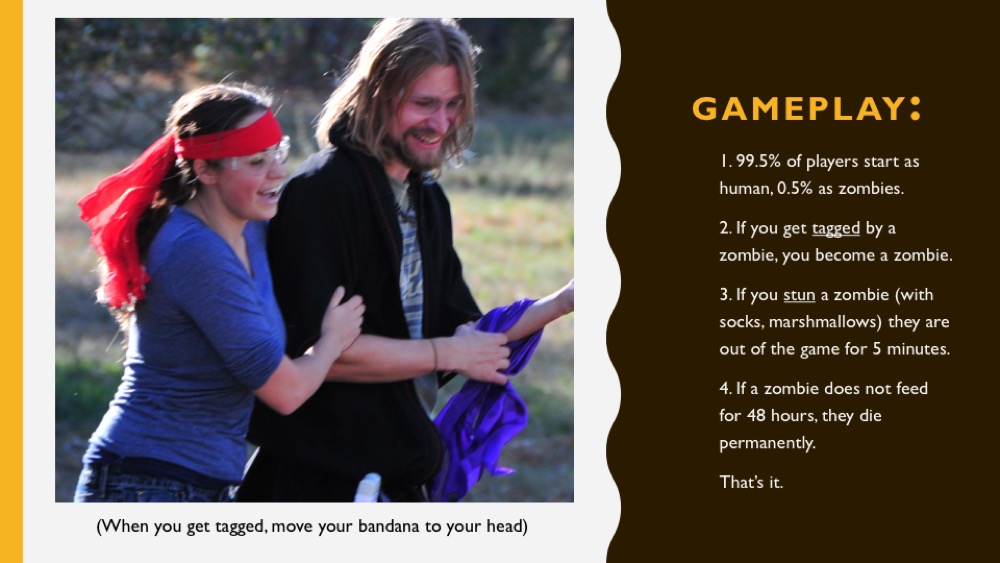 GAMEPLAY:
1. 99.5% of players start as
human, 0.5% as zombies.
2. If you get tagged by a
zombie, you become a zombie.
3. If you stun a zombie (with
socks, marshmallows) they are
out of the game for 5 minutes.
4. If a zombie does not feed
for 48 hours, they die
permanently.
That's it.
(When you get tagged, move your bandana to your head)